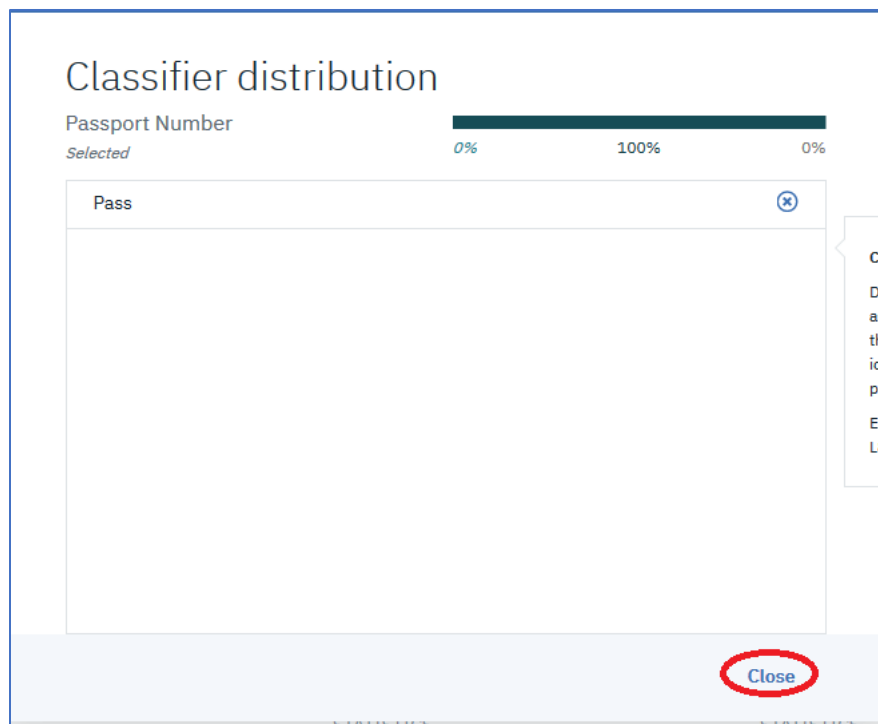 Classifier distribution
Passport Number
Selected
0% 100% 0%
Pass
Close